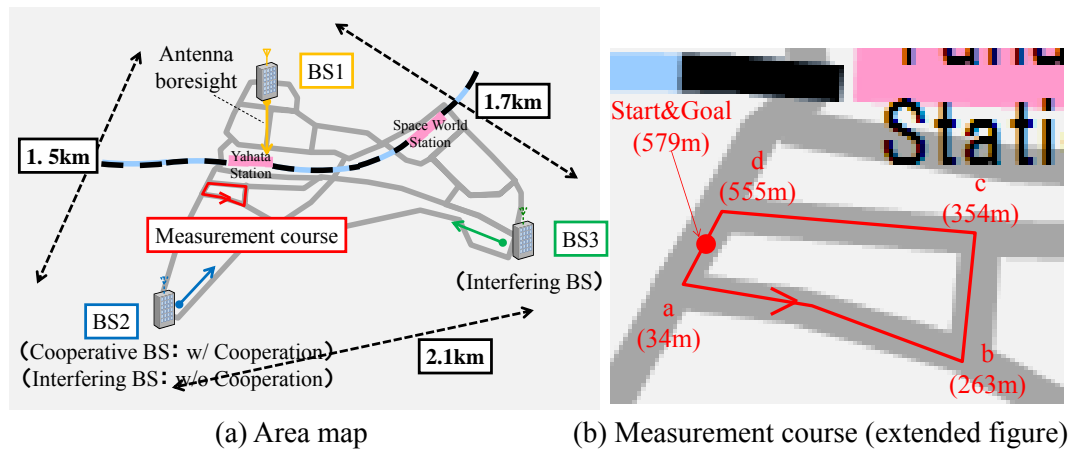 Antenna
boresight
BS1
1.7km
Space World
Station
1. 5km
Yahata
Station
Measurement course
BS3
(Interfering BS)
BS2
(Cooperative BS: w/ Cooperation)
(Interfering BS: w/o Cooperation)
2.1km
(a) Area map
Stati
Start&Goal
(579m)
d
(555m)
c
(354m)
a
(34m)
b
(263m)
(b) Measurement course (extended figure)